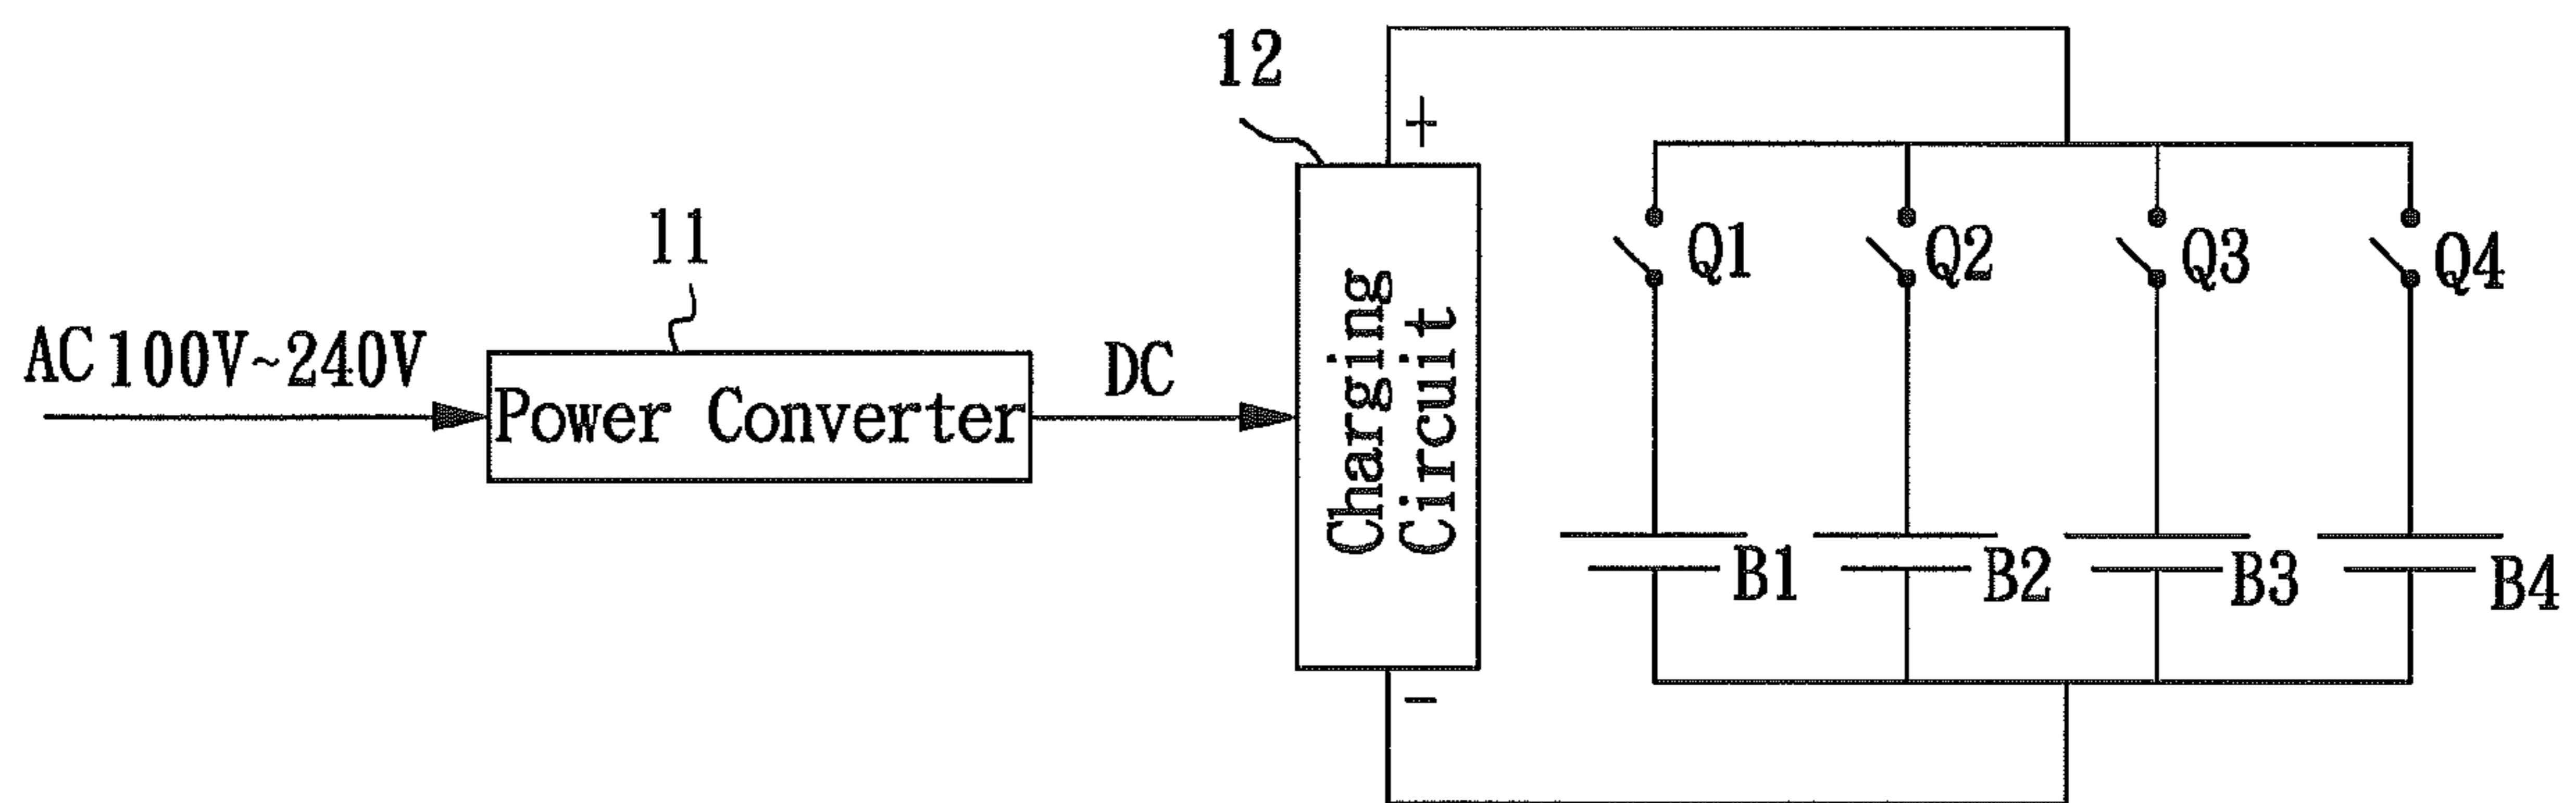 12
+
11
Q1
Q2
Q3
Q4
AC 100V~240V
DC
Power Converter
Charging
Circuit
B1
B2
B3
B4
-